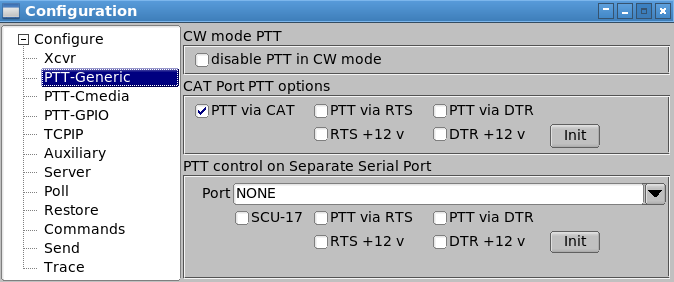 Configuration
Configure
Xcvr
PTT-Generic
PTT-Cmedia
PTT-GPIO
TCPIP
Auxiliary
Server
Poll
Restore
Commands
Send
Trace
CW mode PTT
disable PTT in CW mode
CAT Port PTT options
PTT via CAT PTT via RTS PTT via DTR
RTS +12 v DTR +12 v Init
PTT control on Separate Serial Port
Port NONE
SCU-17 PTT via RTS PTT via DTR
RTS +12 v DTR +12 v Init